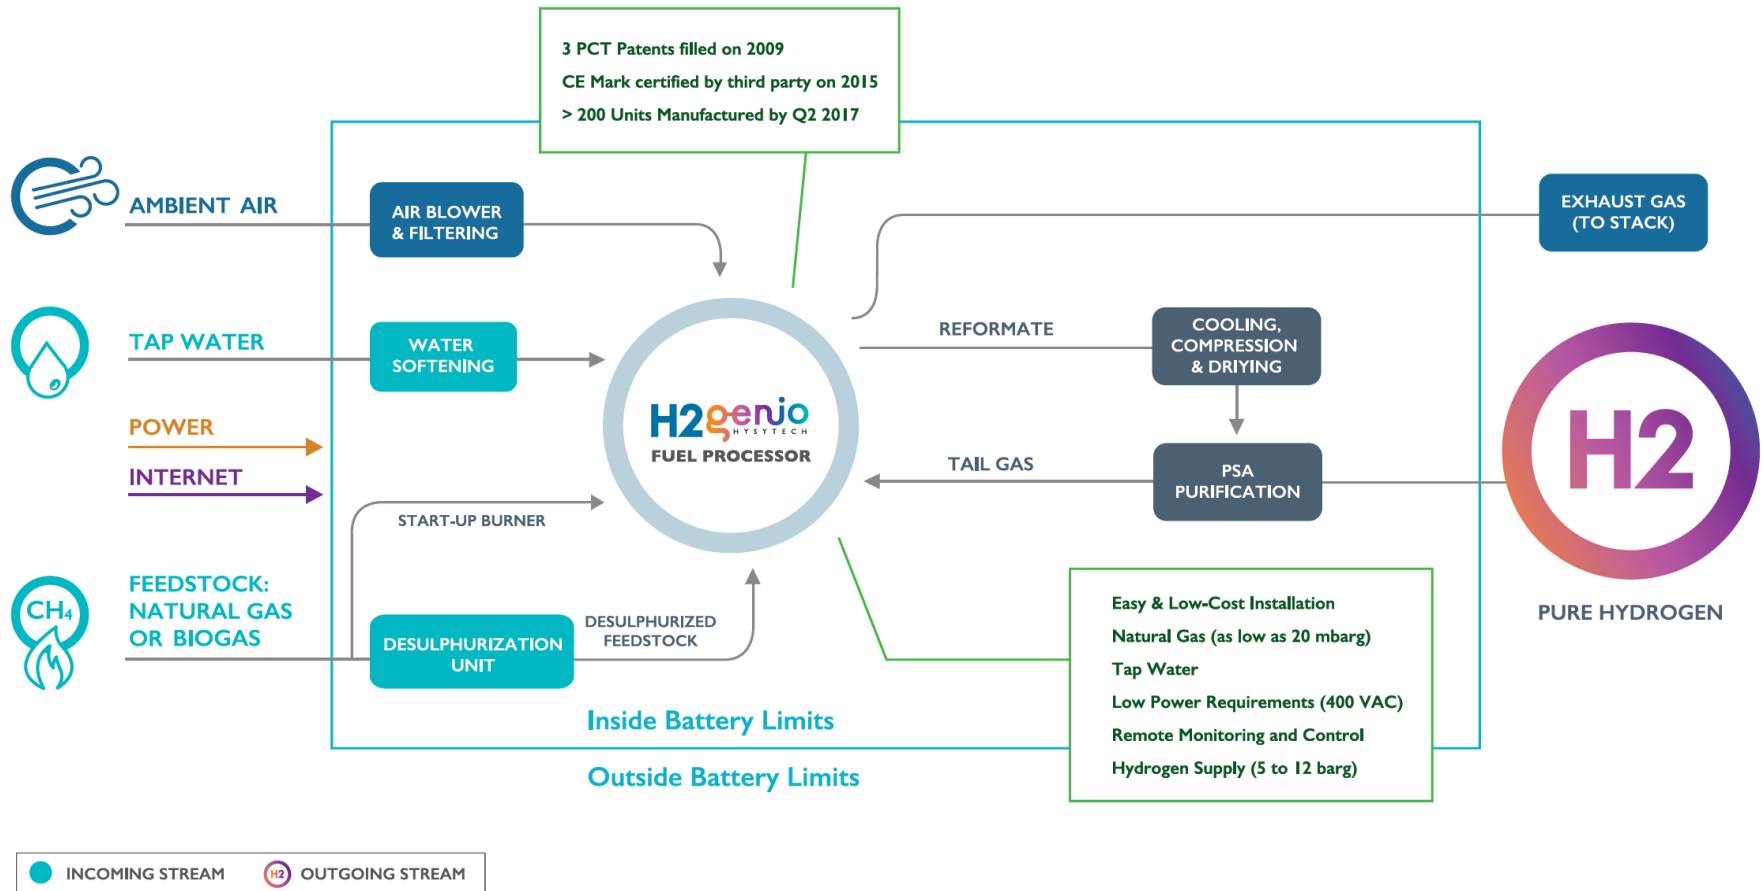 3 PCT Patents filled on 2009
CE Mark certified by third party on 2015
> 200 Units Manufactured by Q2 2017
AMBIENT AIR
AIR BLOWER
& FILTERING
EXHAUST GAS
(TO STACK)
TAP WATER
WATER
SOFTENING
REFORMATE
COOLING,
COMPRESSION
& DRIYING
POWER
INTERNET
H2genio
HYSYTECH
FUEL PROCESSOR
TAIL GAS
PSA
PURIFICATION
H2
PURE HYDROGEN
START-UP BURNER
CH4
FEEDSTOCK:
NATURAL GAS
OR BIOGAS
DESULPHURIZATION
UNIT
DESULPHURIZED
FEEDSTOCK
Easy & Low-Cost Installation
Natural Gas (as low as 20 mbarg)
Tap Water
Low Power Requirements (400 VAC)
Remote Monitoring and Control
Hydrogen Supply (5 to 12 barg)
Inside Battery Limits
Outside Battery Limits
INCOMING STREAM
H2 OUTGOING STREAM